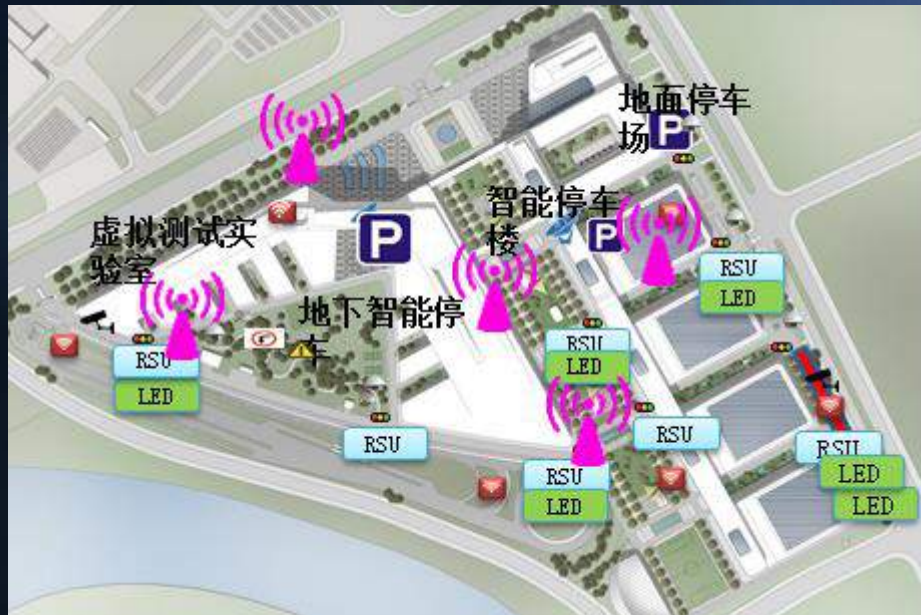 地面停车
场
P
智能停车
楼
P
虚拟测试实
验室
P
RSU
LED
地下智能停
车
RSU
LED
RSU
LED
RSU
RSU
RSU
LED
RSU
LED
LED